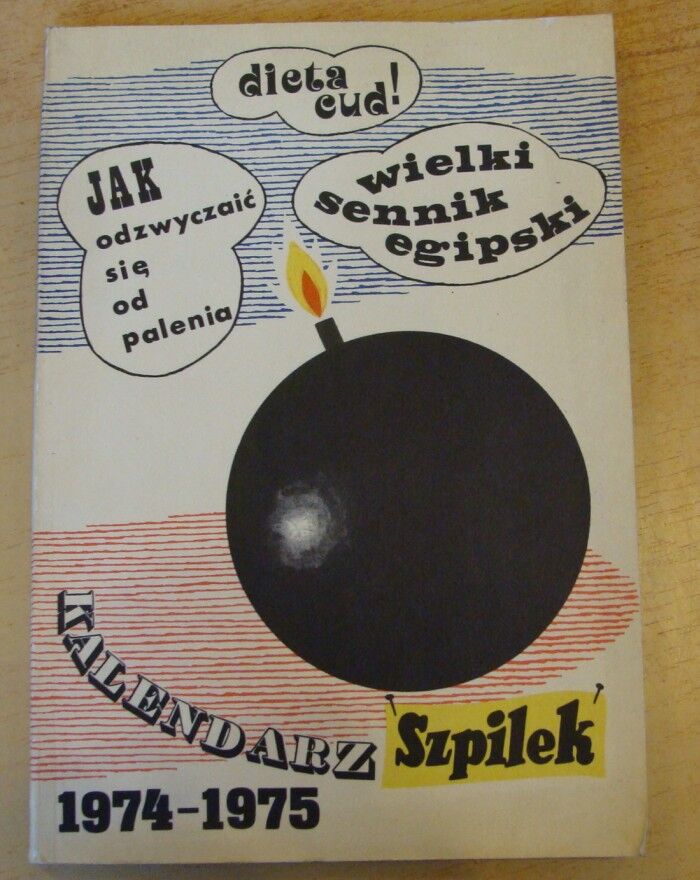 dieta
cud!
JAK
odzwyczaić
się
od
palenia
wielki
sennik
egipski
KALENDARZ
Szpilek
1974-1975